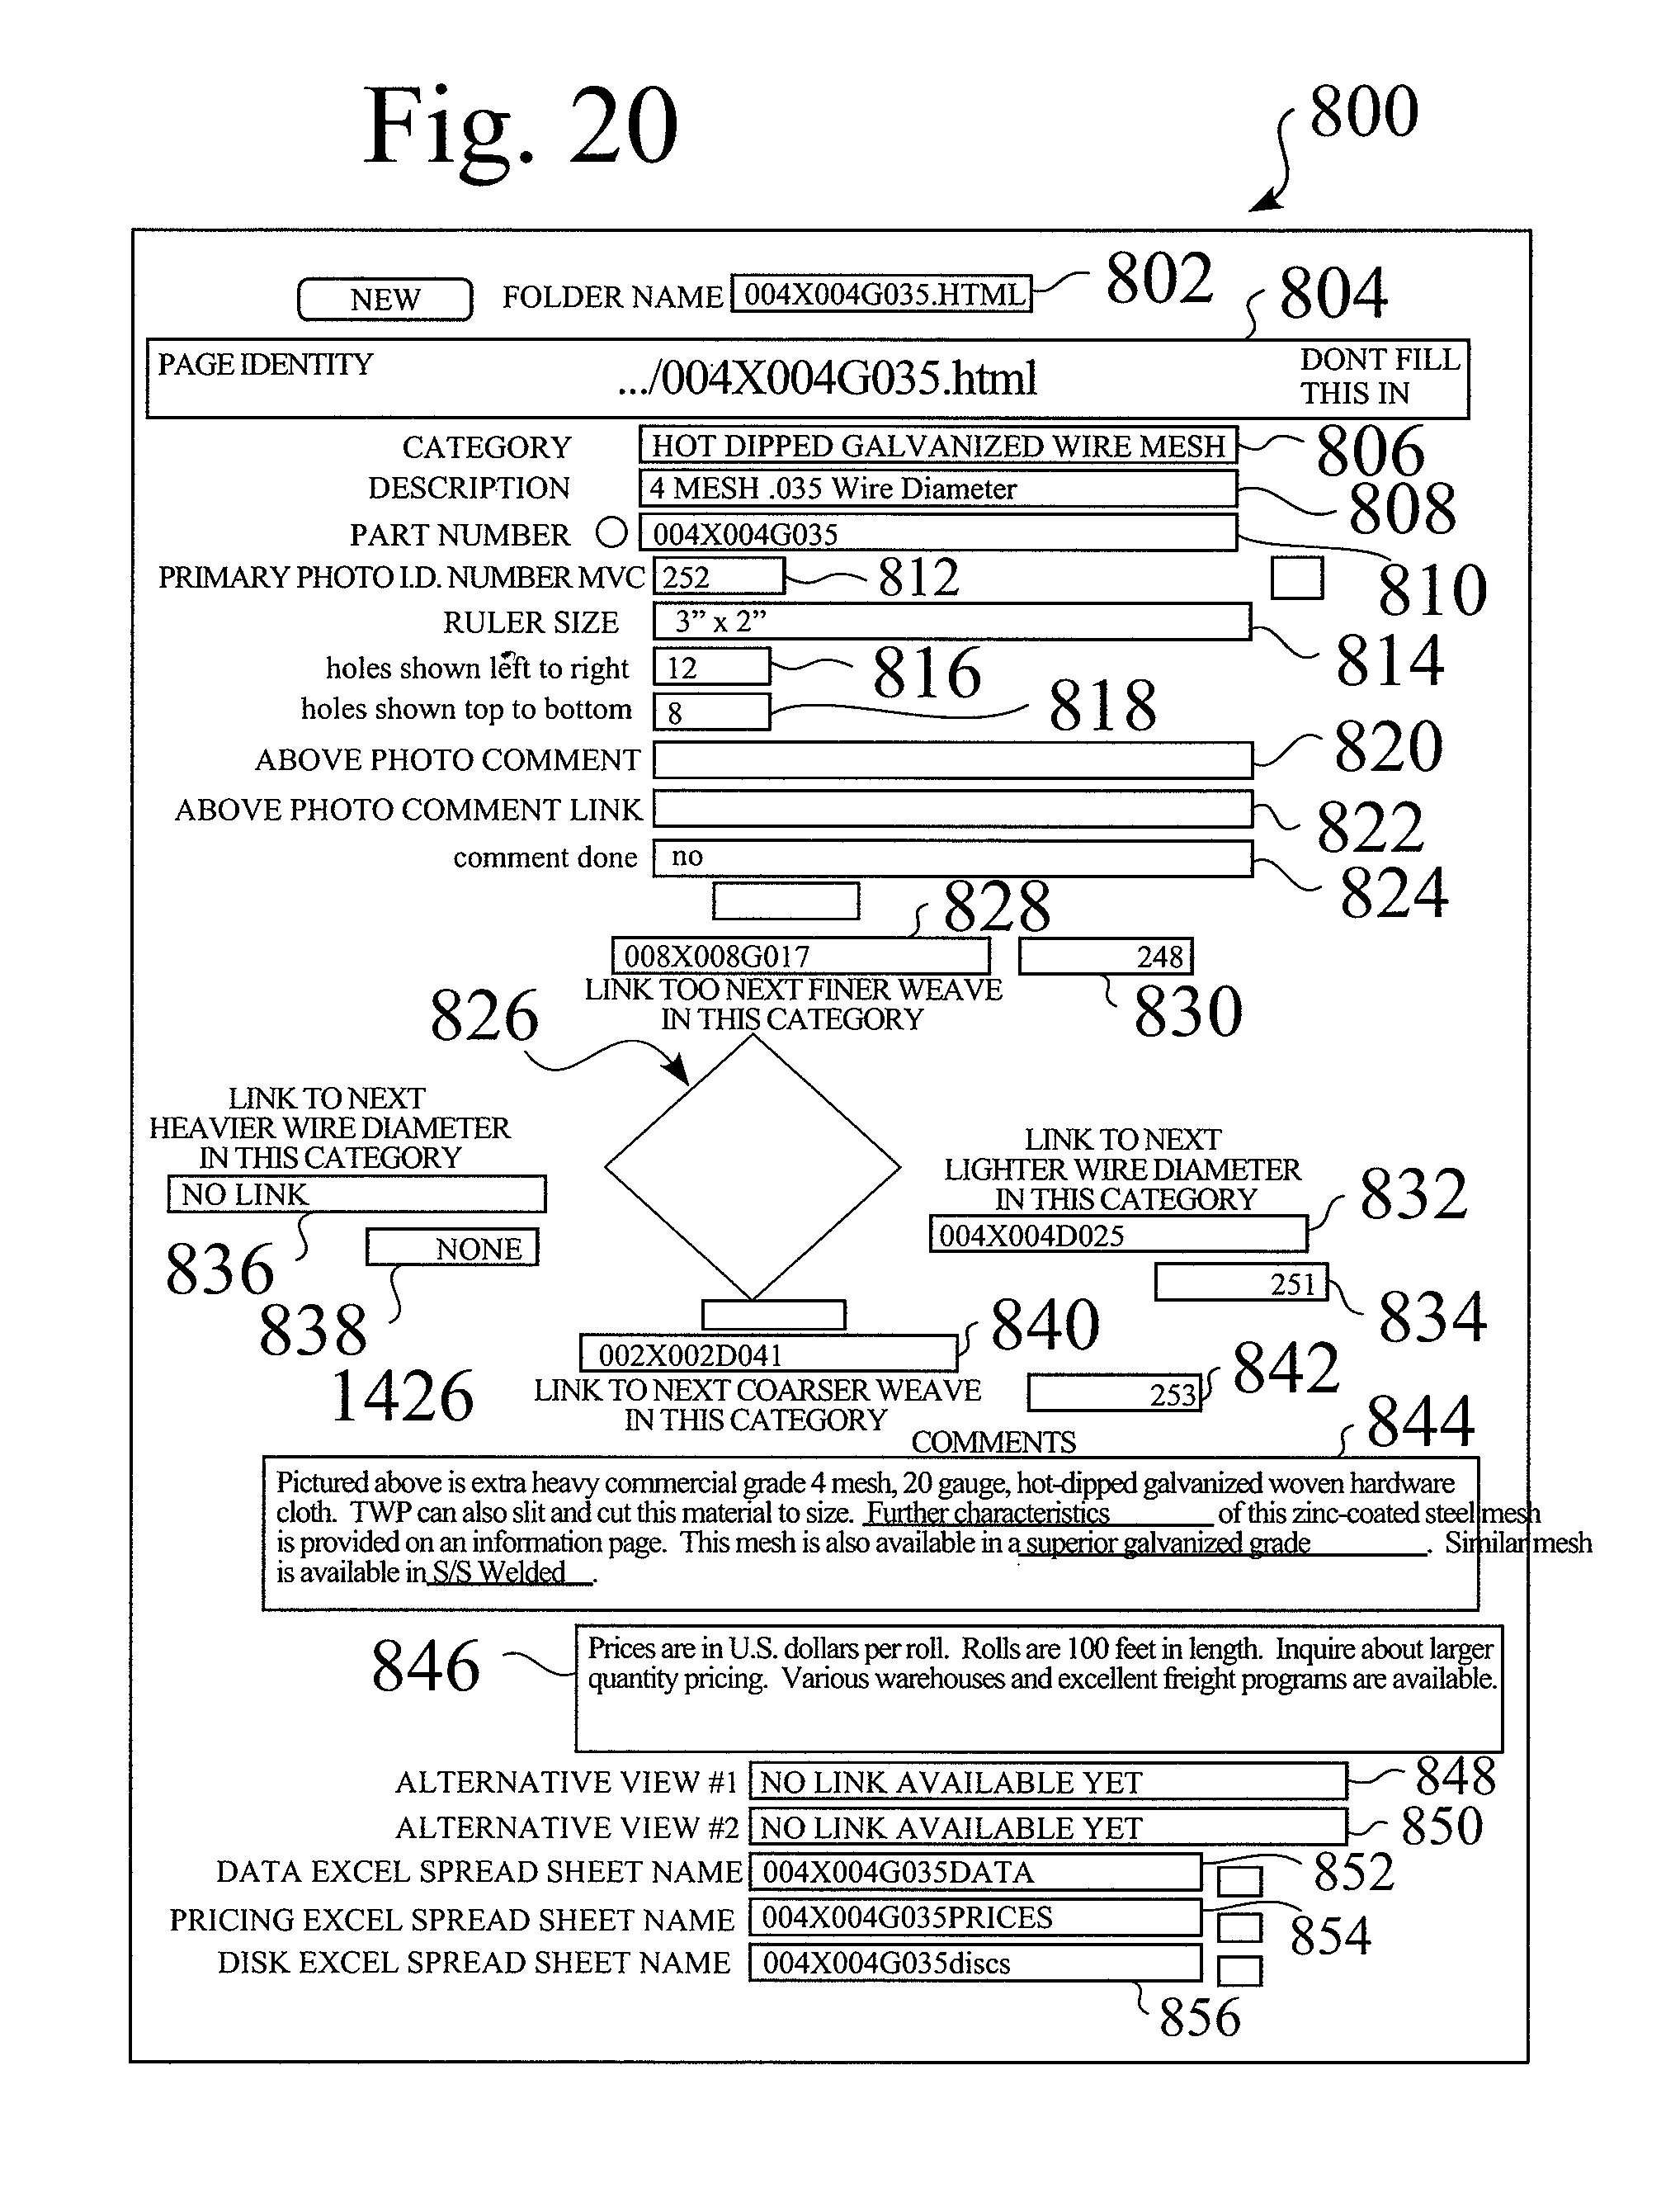 Fig. 20
800
NEW
FOLDER NAME 004X004G035.HTML
802
804
PAGE IDENTITY
.../004X004G035.html
DONT FILL
THIS IN
CATEGORY HOT DIPPED GALVANIZED WIRE MESH
806
DESCRIPTION 4 MESH .035 Wire Diameter
808
PART NUMBER 004X004G035
810
PRIMARY PHOTO I.D. NUMBER MVC 252
812
RULER SIZE 3” x 2”
814
holes shown left to right 12
816
holes shown top to bottom 8
818
ABOVE PHOTO COMMENT
820
ABOVE PHOTO COMMENT LINK
822
comment done no
824
828
008X008G017
248
LINK TOO NEXT FINER WEAVE
IN THIS CATEGORY
830
826
LINK TO NEXT
HEAVIER WIRE DIAMETER
IN THIS CATEGORY
NO LINK
836
NONE
838
LINK TO NEXT
LIGHTER WIRE DIAMETER
IN THIS CATEGORY
832
004X004D025
251
834
840
002X002D041
LINK TO NEXT COARSER WEAVE
IN THIS CATEGORY
253
842
1426
844
COMMENTS
Pictured above is extra heavy commercial grade 4 mesh, 20 gauge, hot-dipped galvanized woven hardware
cloth. TWP can also slit and cut this material to size. Further characteristics of this zinc-coated steel mesh
is provided on an information page. This mesh is also available in a superior galvanized grade. Similar mesh
is available in S/S Welded.
846
Prices are in U.S. dollars per roll. Rolls are 100 feet in length. Inquire about larger
quantity pricing. Various warehouses and excellent freight programs are available.
ALTERNATIVE VIEW #1 NO LINK AVAILABLE YET
848
ALTERNATIVE VIEW #2 NO LINK AVAILABLE YET
850
DATA EXCEL SPREAD SHEET NAME 004X004G035DATA
852
PRICING EXCEL SPREAD SHEET NAME 004X004G035PRICES
854
DISK EXCEL SPREAD SHEET NAME 004X004G035discs
856